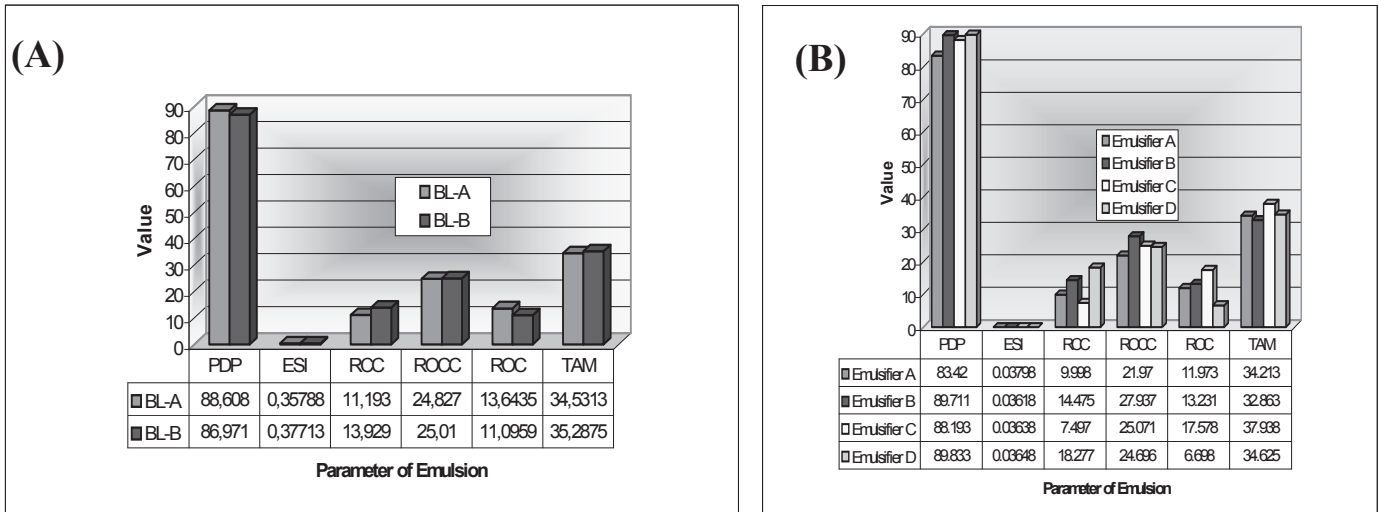 (A)
Value
90
80
70
60
50
40
30
20
10
0
BL-A
BL-B
PDP ESI RCC ROCC ROC TAM
BL-A 88,608 0,35788 11,193 24,827 13,6435 34,5313
BL-B 86,971 0,37713 13,929 25,01 11,0959 35,2875
Parameter of Emulsion
(B)
Value
90
80
70
60
50
40
30
20
10
0
Emulsifier A
Emulsifier B
Emulsifier C
Emulsifier D
PDP ESI RCC ROCC ROC TAM
Emulsifier A 83.42 0.03798 9.998 21.97 11.973 34.213
Emulsifier B 89.711 0.03618 14.475 27.937 13.231 32.863
Emulsifier C 88.193 0.03638 7.497 25.071 17.578 37.938
Emulsifier D 89.833 0.03648 18.277 24.696 6.698 34.625
Parameter of Emulsion